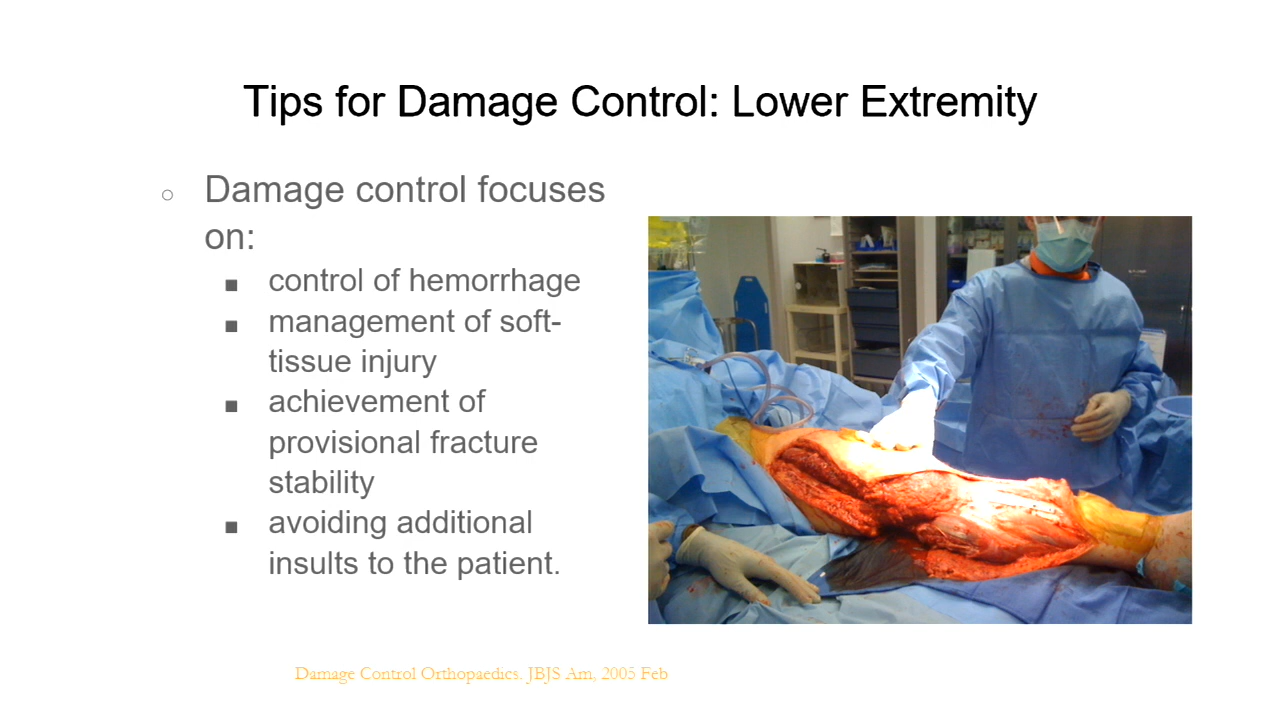 Tips for Damage Control: Lower Extremity
○ Damage control focuses
on:
■ control of hemorrhage
■ management of soft-
tissue injury
■ achievement of
provisional fracture
stability
■ avoiding additional
insults to the patient.
Damage Control Orthopaedics. JBJS Am, 2005 Feb